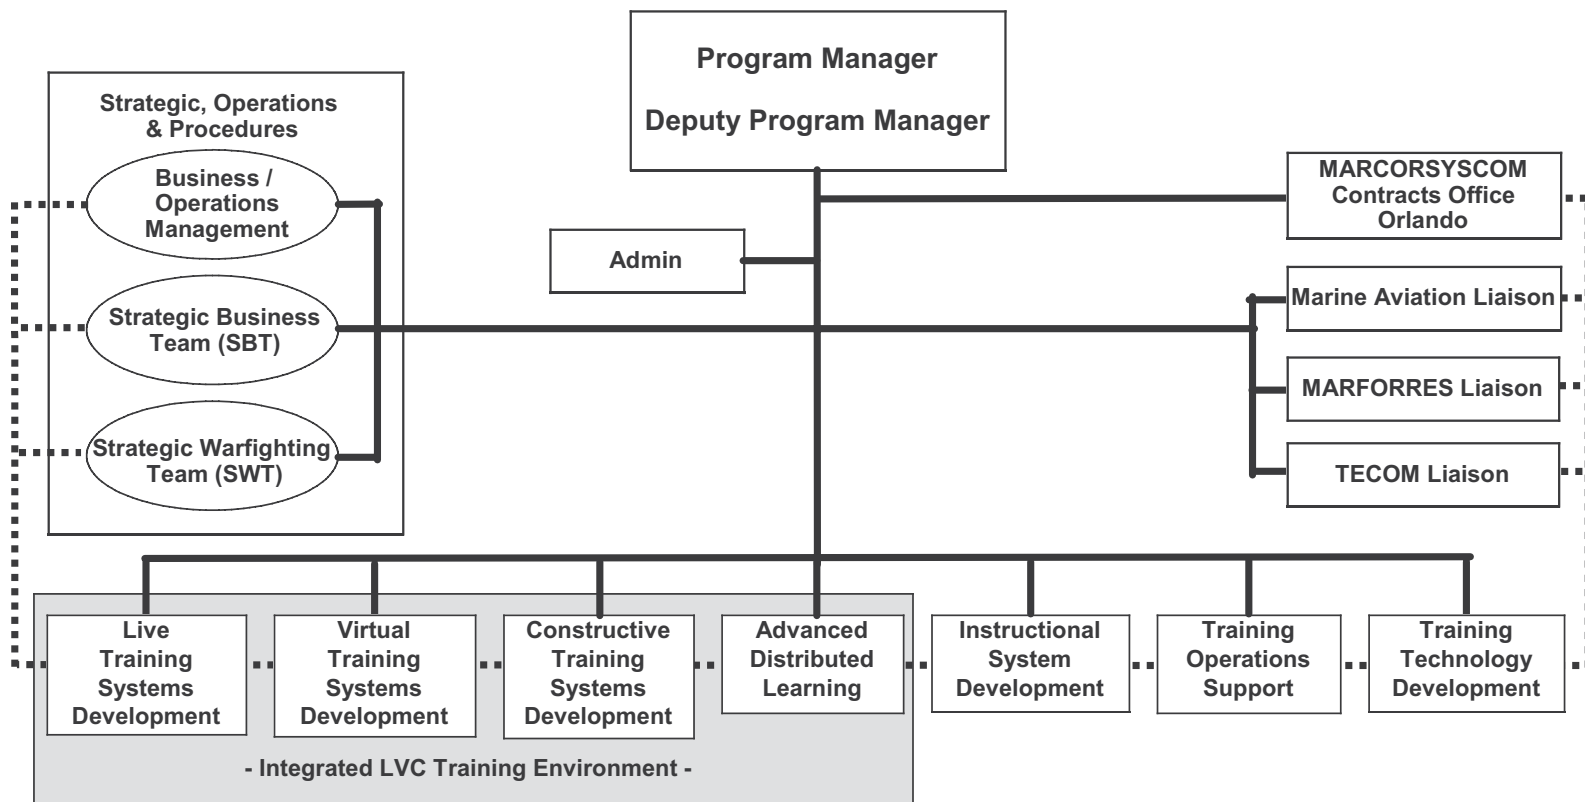 Program Manager
Deputy Program Manager
Strategic, Operations
& Procedures
Business /
Operations
Management
Strategic Business
Team (SBT)
Strategic Warfighting
Team (SWT)
Admin
MARCORSYSCOM
Contracts Office
Orlando
Marine Aviation Liaison
MARFORRES Liaison
TECOM Liaison
Live
Training
Systems
Development
Virtual
Training
Systems
Development
Constructive
Training
Systems
Development
Advanced
Distributed
Learning
Instructional
System
Development
Training
Operations
Support
Training
Technology
Development
- Integrated LVC Training Environment -